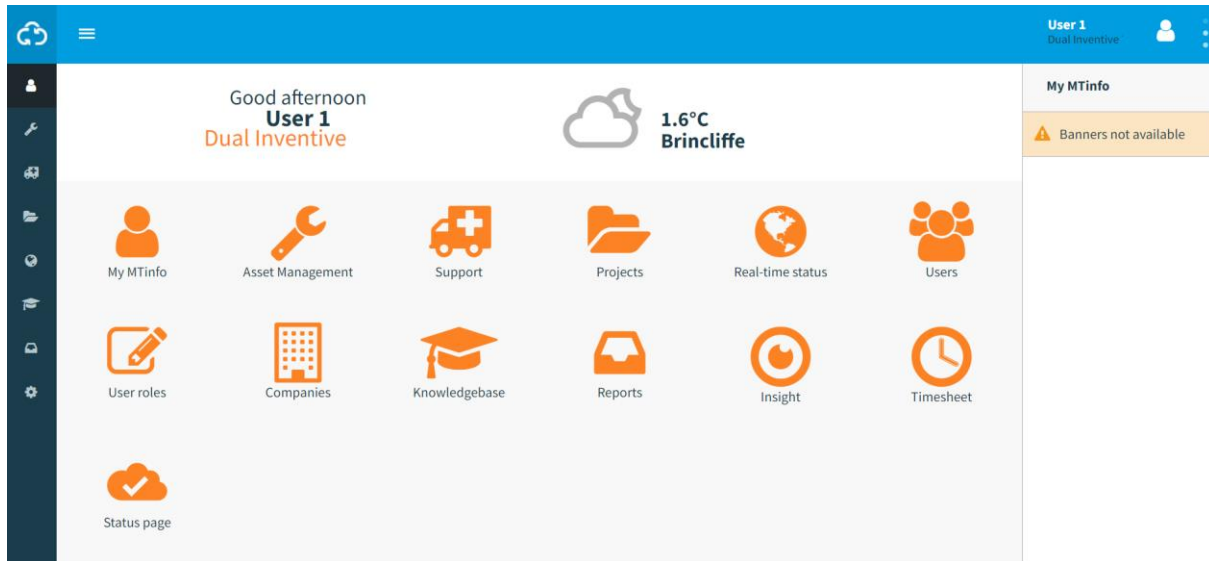 User 1
Dual Inventive
Good afternoon
User 1
Dual Inventive
1.6°C
Brincliffe
My MTinfo
Banners not available
My MTinfo
Asset Management
Support
Projects
Real-time status
Users
User roles
Companies
Knowledgebase
Reports
Insight
Timesheet
Status page